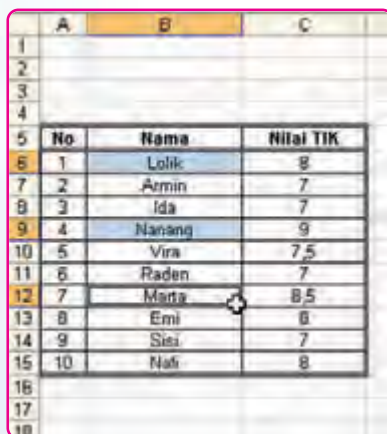 A B C
1
2
3
4
5 No Nama Nilai TIK
6 1 Lolik 8
7 2 Armin 7
8 3 Ida 7
9 4 Nanang 9
10 5 Vira 7,5
11 6 Raden 7
12 7 Marta 8,5
13 8 Emi 8
14 9 Sisi 7
15 10 Nafi 8
16
17
18